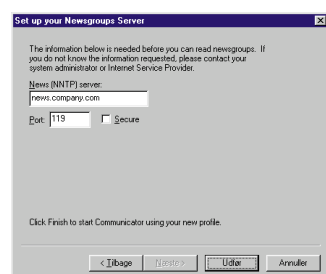 Set up your Newsgroups Server
The information below is needed before you can read newsgroups. If
you do not know the information requested, please contact your
system administrator or Internet Service Provider.
News (NNTP) server:
news.company.com
Port: 119 Secure
Click Finish to start Communicator using your new profile.
< Tilbage Næste > Udfør Annuller